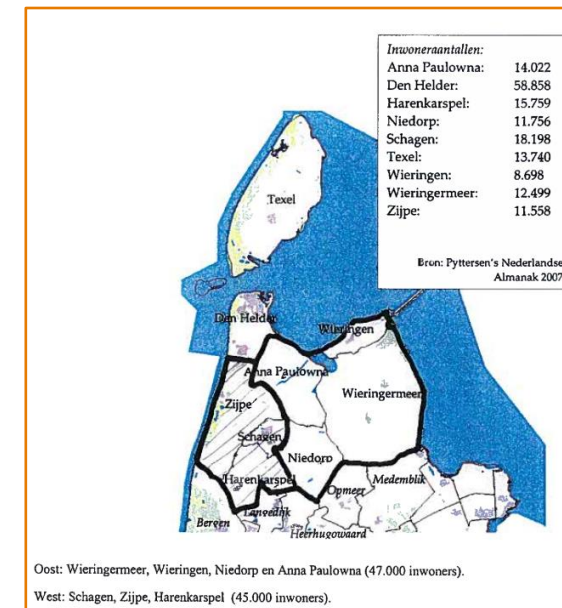 Inwoneraantallen:
Anna Paulowna: 14.022
Den Helder: 58.858
Harenkarspel: 15.759
Niedorp: 11.756
Schagen: 18.198
Texel: 13.740
Wieringen: 8.698
Wieringermeer: 12.499
Zijpe: 11.558
Bron: Pyttersen's Nederlandse
Almanak 2007
Texel
Den Helder
Wieringen
Anna Paulowna
Wieringermeer
Zijpe
Schagen
Niedorp
Harenkarspel
Medemblik
Opmeer
Langedijk
Bergen
Heerhugowaard
Oost: Wieringermeer, Wieringen, Niedorp en Anna Paulowna (47.000 inwoners).
West: Schagen, Zijpe, Harenkarspel (45.000 inwoners).